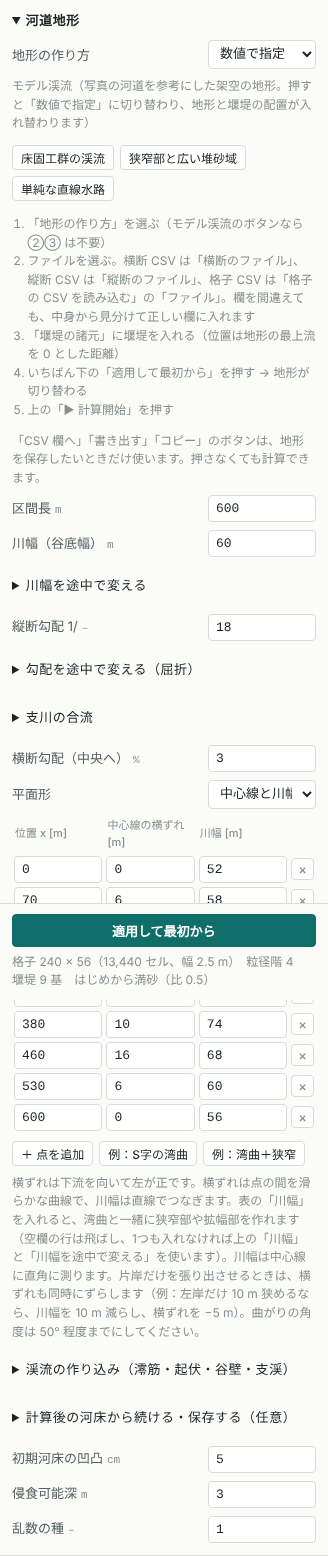 ▼ 河道地形
地形の作り方
数値で指定
モデル渓流（写真の河道を参考にした架空の地形。押す
と「数値で指定」に切り替わり、地形と堰堤の配置が入
れ替わります）
床固工群の渓流
狭窄部と広い堆砂域
単純な直線水路
1. 「地形の作り方」を選ぶ（モデル渓流のボタンなら
②③ は不要）
2. ファイルを選ぶ。横断 CSV は「横断のファイル」、
縦断 CSV は「縦断のファイル」、格子 CSV は「格子
の CSV を読み込む」の「ファイル」。欄を間違えて
も、中身から見分けて正しい欄に入れます
3. 「堰堤の諸元」に堰堤を入れる（位置は地形の最上流
を 0 とした距離）
4. いちばん下の「適用して最初から」を押す → 地形が
切り替わる
5. 上の「▶ 計算開始」を押す
「CSV 欄へ」「書き出す」「コピー」のボタンは、地形
を保存したいときだけ使います。押さなくても計算でき
ます。
区間長 m
600
川幅（谷底幅） m
60
▶ 川幅を途中で変える
縦断勾配 1/ –
18
▶ 勾配を途中で変える（屈折）
▶ 支川の合流
横断勾配（中央へ） %
3
平面形
中心線と川幅
位置 x [m]
中心線の横ずれ
[m]
川幅 [m]
0
0
52
×
70
6
58
適用して最初から
格子 240 × 56（13,440 セル、幅 2.5 m） 粒径階 4
堰堤 9 基 はじめから満砂（比 0.5）
380
10
74
×
460
16
68
×
530
6
60
×
600
0
56
×
＋ 点を追加
例：S字の湾曲
例：湾曲＋狭窄
横ずれは下流を向いて左が正です。横ずれは点の間を滑
らかな曲線で、川幅は直線でつなぎます。表の「川幅」
を入れると、湾曲と一緒に狭窄部や拡幅部を作れます
（空欄の行は飛ばし、1つも入れなければ上の「川幅」
と「川幅を途中で変える」を使います）。川幅は中心線
に直角に測ります。片岸だけを張り出させるときは、横
ずれも同時にずらします（例：左岸だけ 10 m 狭めるな
ら、川幅を 10 m 減らし、横ずれを −5 m）。曲がりの角
度は 50° 程度までにしてください。
▶ 渓流の作り込み（澪筋・起伏・谷壁・支渓）
▶ 計算後の河床から続ける・保存する（任意）
初期河床の凹凸 cm
5
侵食可能深 m
3
乱数の種 –
1